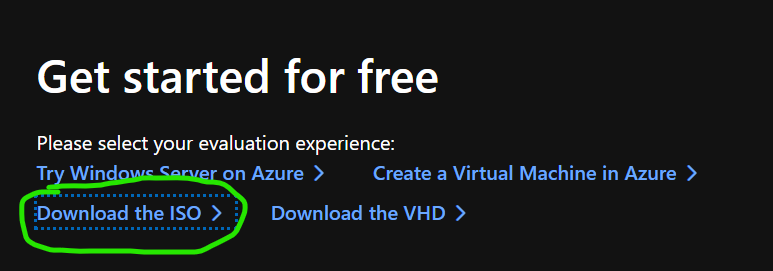 Get started for free
Please select your evaluation experience:
Try Windows Server on Azure > Create a Virtual Machine in Azure >
Download the ISO > Download the VHD >